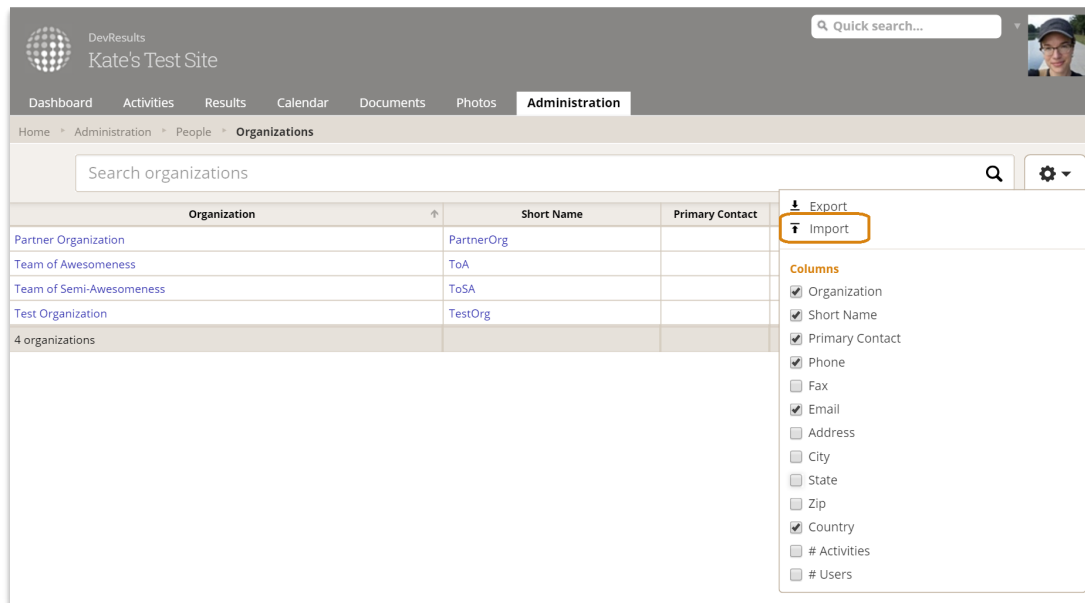 Quick search...
DevResults
Kate's Test Site
Dashboard Activities Results Calendar Documents Photos Administration
Home Administration People Organizations
Search organizations
Organization Short Name Primary Contact
Partner Organization PartnerOrg
Team of Awesomeness ToA
Team of Semi-Awesomeness ToSA
Test Organization TestOrg
4 organizations
Export
Import
Columns
Organization
Short Name
Primary Contact
Phone
Fax
Email
Address
City
State
Zip
Country
# Activities
# Users